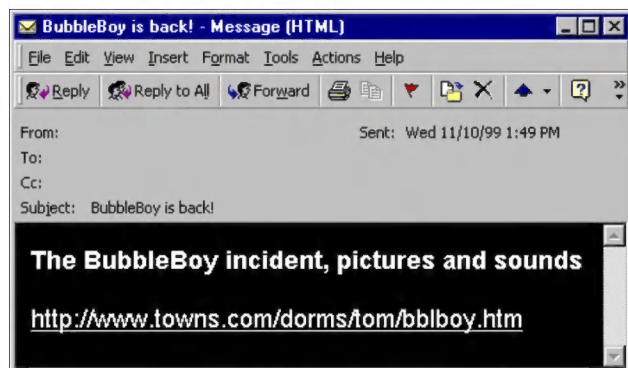 BubbleBoy is back! - Message (HTML)
File Edit View Insert Format Tools Actions Help
Reply Reply to All Forward
From: Sent: Wed 11/10/99 1:49 PM
To:
Cc:
Subject: BubbleBoy is back!
The BubbleBoy incident, pictures and sounds
http://www.towns.com/dorms/tom/bblboy.htm